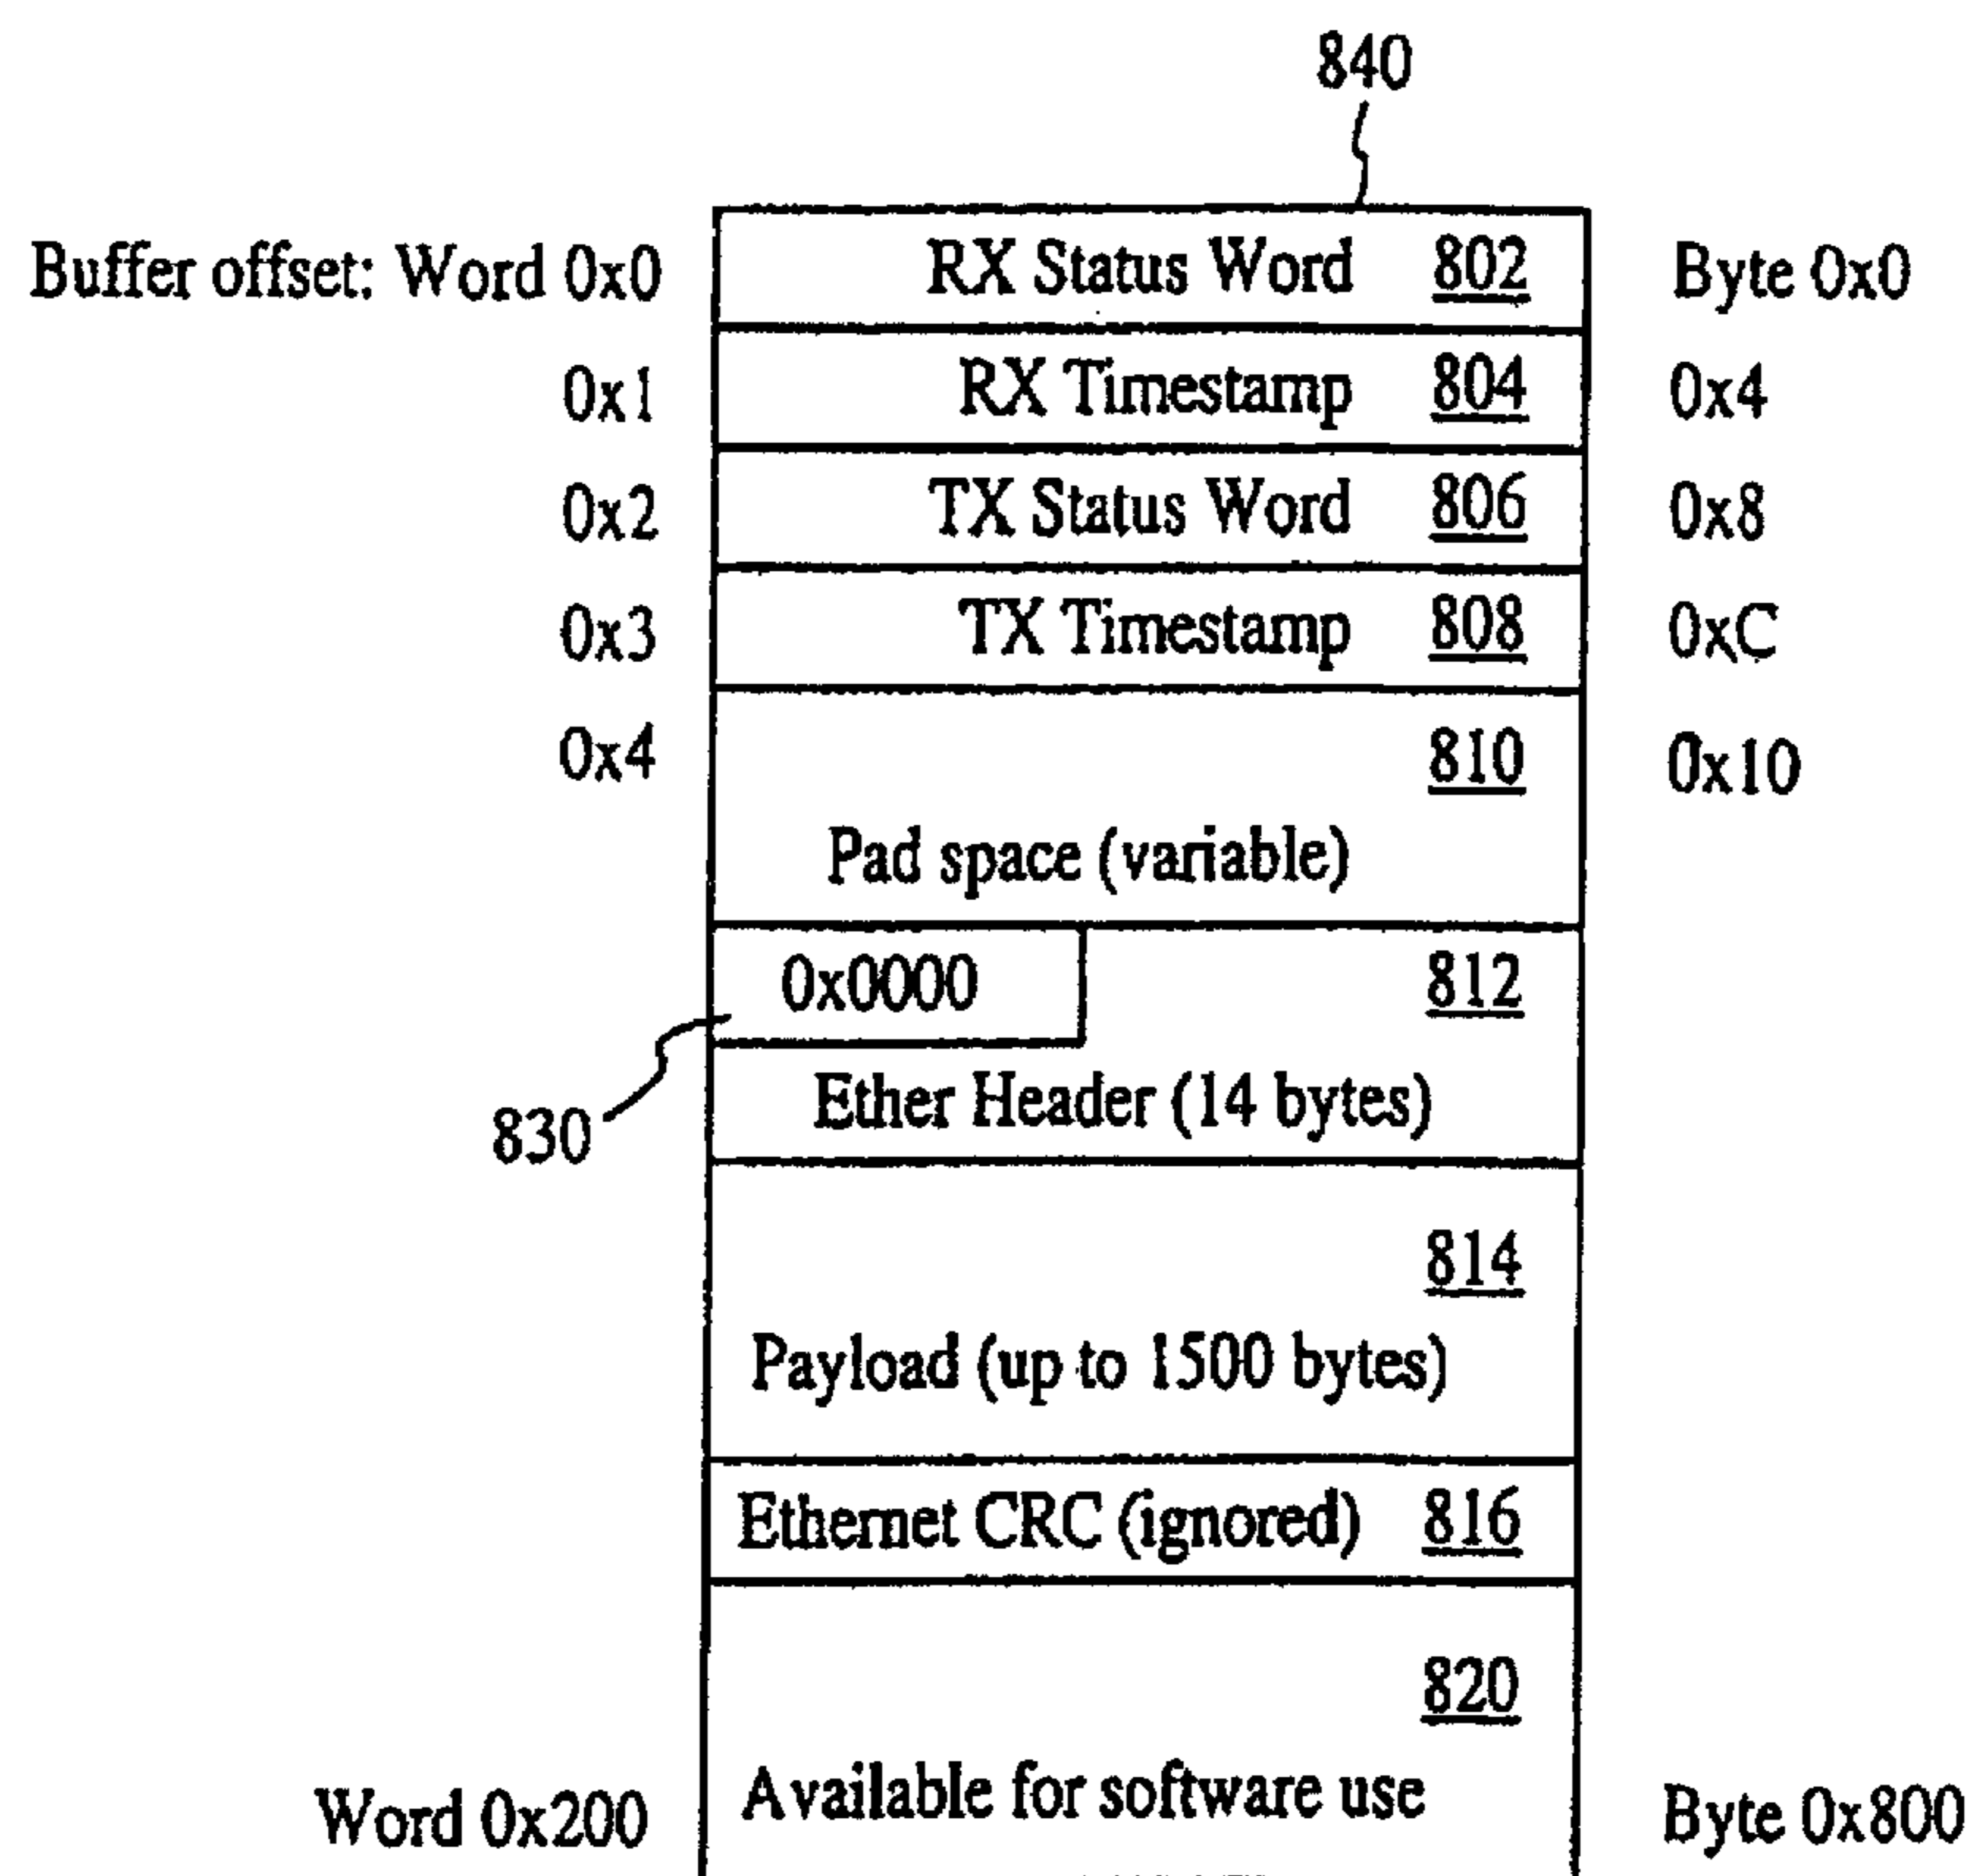 840
Buffer offset: Word 0x0 RX Status Word 802 Byte 0x0
0x1 RX Timestamp 804 0x4
0x2 TX Status Word 806 0x8
0x3 TX Timestamp 808 0xC
0x4 810 0x10
Pad space (variable)
0x0000 812
Ether Header (14 bytes)
830
814
Payload (up to 1500 bytes)
Ethernet CRC (ignored) 816
820
Word 0x200 Available for software use Byte 0x800